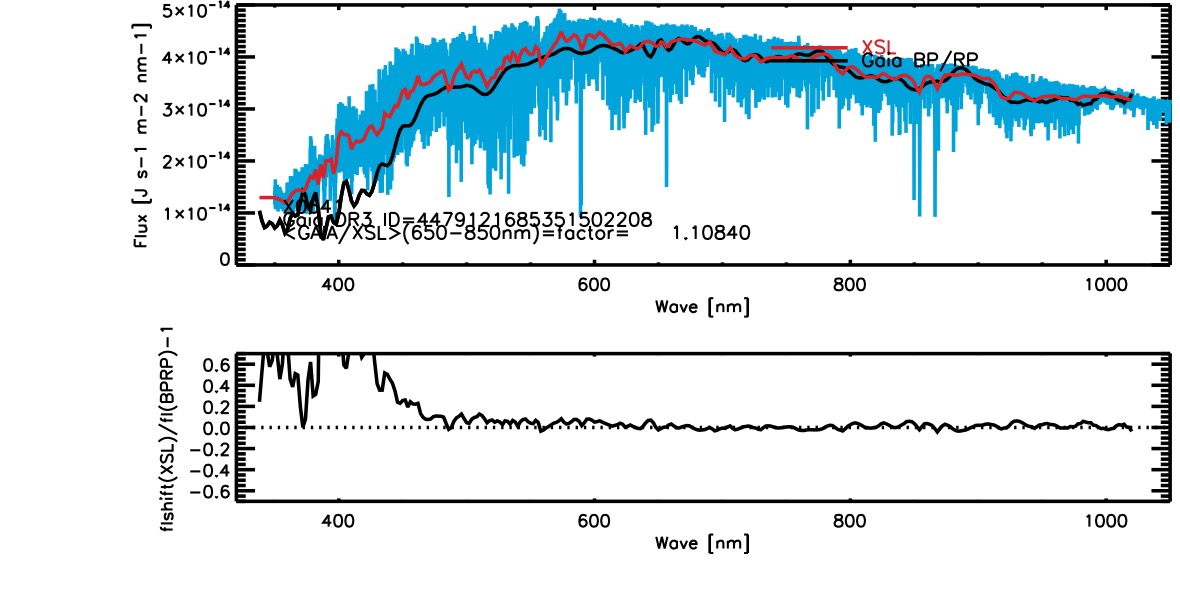 5×10−14
4×10−14
3×10−14
2×10−14
1×10−14
0
Flux [J s−1 m−2 nm−1]
XSL
Gaia BP/RP
Gaia DR3 ID=4479121685351502208
<GAIA/XSL>(650−850nm)=factor= 1.10840
400 600 800 1000
Wave [nm]
0.6
0.4
0.2
0.0
−0.2
−0.4
−0.6
flshift(XSL)/fl(BPRP)−1
400 600 800 1000
Wave [nm]